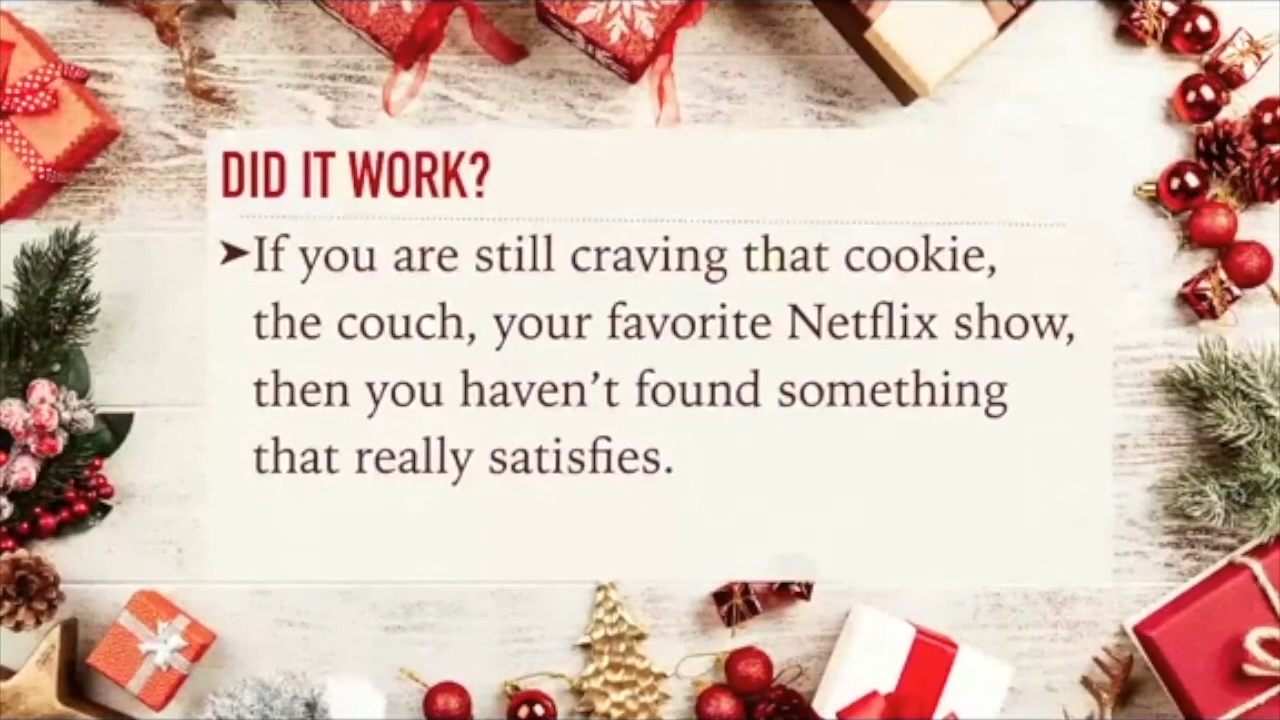 DID IT WORK?
➤If you are still craving that cookie,
the couch, your favorite Netflix show,
then you haven’t found something
that really satisfies.